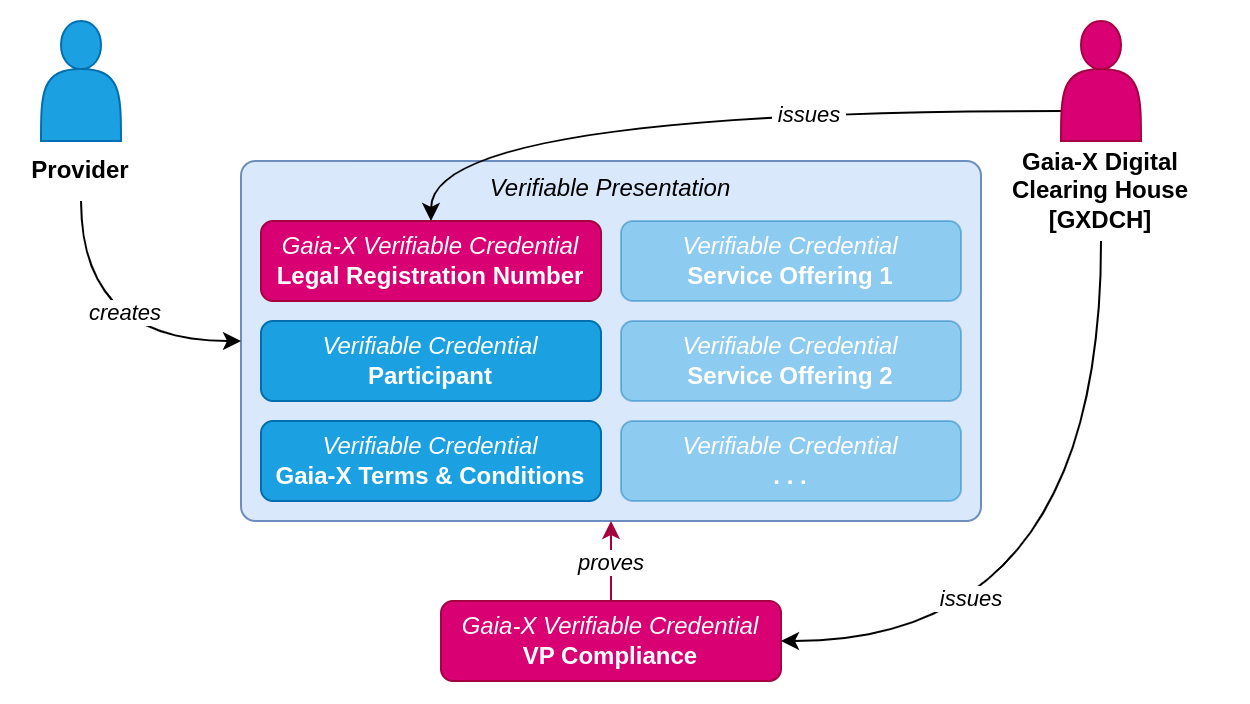 issues
Provider
Gaia-X Digital
Clearing House
[GXDCH]
Verifiable Presentation
Gaia-X Verifiable Credential
Legal Registration Number
Verifiable Credential
Service Offering 1
creates
Verifiable Credential
Participant
Verifiable Credential
Service Offering 2
Verifiable Credential
Gaia-X Terms & Conditions
Verifiable Credential
. . .
proves
issues
Gaia-X Verifiable Credential
VP Compliance